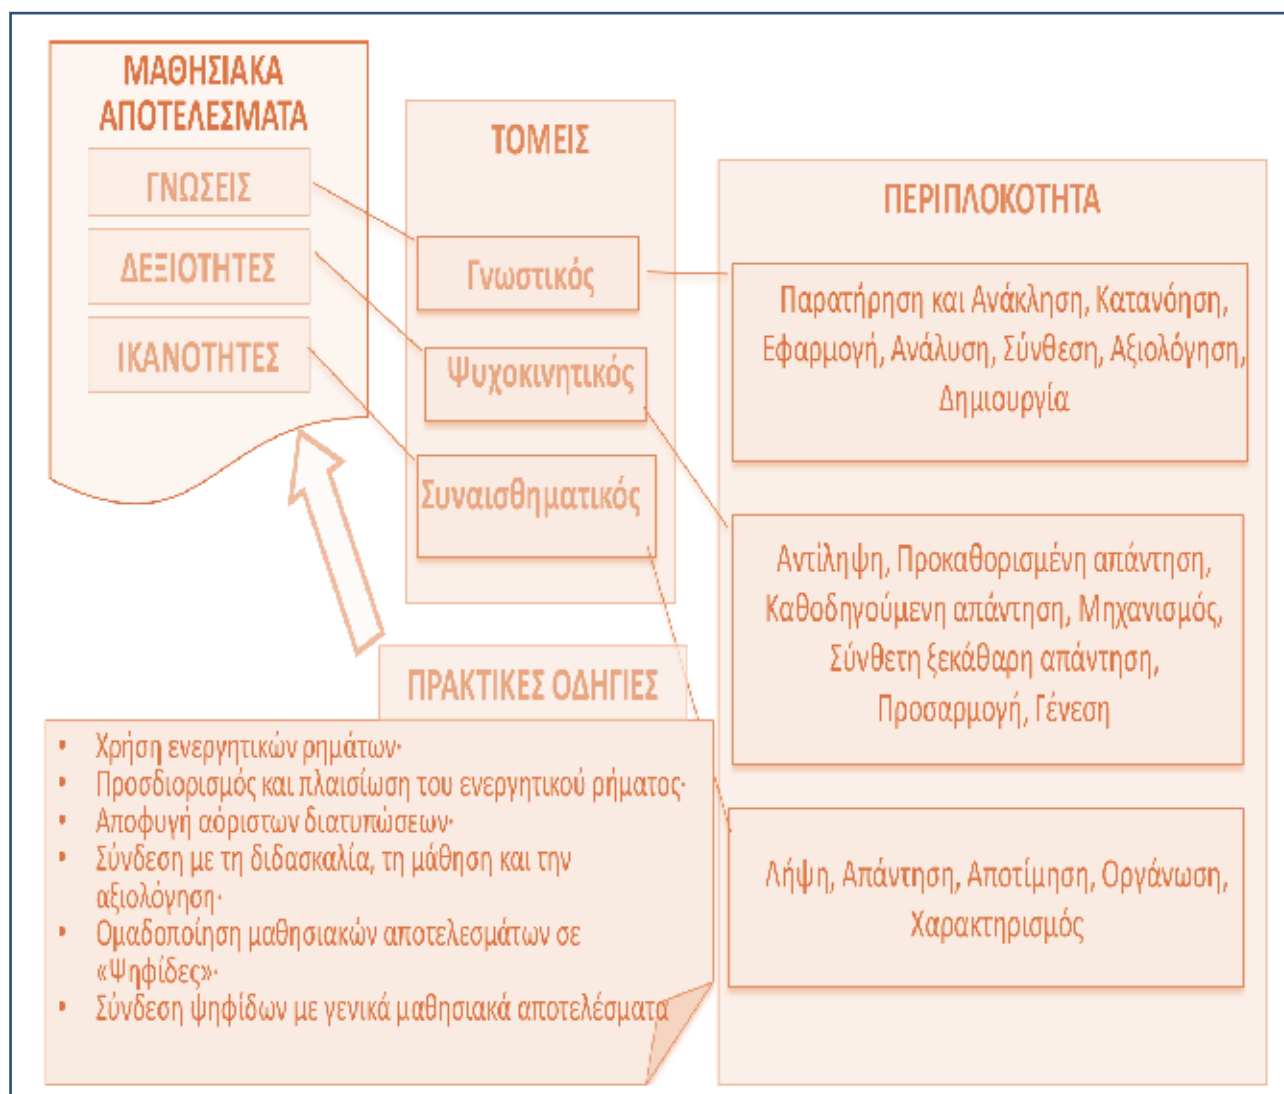 ΜΑΘΗΣΙΑΚΑ
ΑΠΟΤΕΛΕΣΜΑΤΑ
ΓΝΩΣΕΙΣ
ΔΕΞΙΟΤΗΤΕΣ
ΙΚΑΝΟΤΗΤΕΣ
ΤΟΜΕΙΣ
Γνωστικός
Ψυχοκινητικός
Συναισθηματικός
ΠΕΡΙΠΛΟΚΟΤΗΤΑ
Παρατήρηση και Ανάκληση, Κατανόηση,
Εφαρμογή, Ανάλυση, Σύνθεση, Αξιολόγηση,
Δημιουργία
Αντίληψη, Προκαθορισμένη απάντηση,
Καθοδηγούμενη απάντηση, Μηχανισμός,
Σύνθετη ξεκάθαρη απάντηση,
Προσαρμογή, Γένεση
Λήψη, Απάντηση, Αποτίμηση, Οργάνωση,
Χαρακτηρισμός
ΠΡΑΚΤΙΚΕΣ ΟΔΗΓΙΕΣ
• Χρήση ενεργητικών ρημάτων·
• Προσδιορισμός και πλαισίωση του ενεργητικού ρήματος·
• Αποφυγή αόριστων διατυπώσεων·
• Σύνδεση με τη διδασκαλία, τη μάθηση και την
αξιολόγηση·
• Ομαδοποίηση μαθησιακών αποτελεσμάτων σε
«Ψηφίδες»·
• Σύνδεση ψηφίδων με γενικά μαθησιακά αποτελέσματα